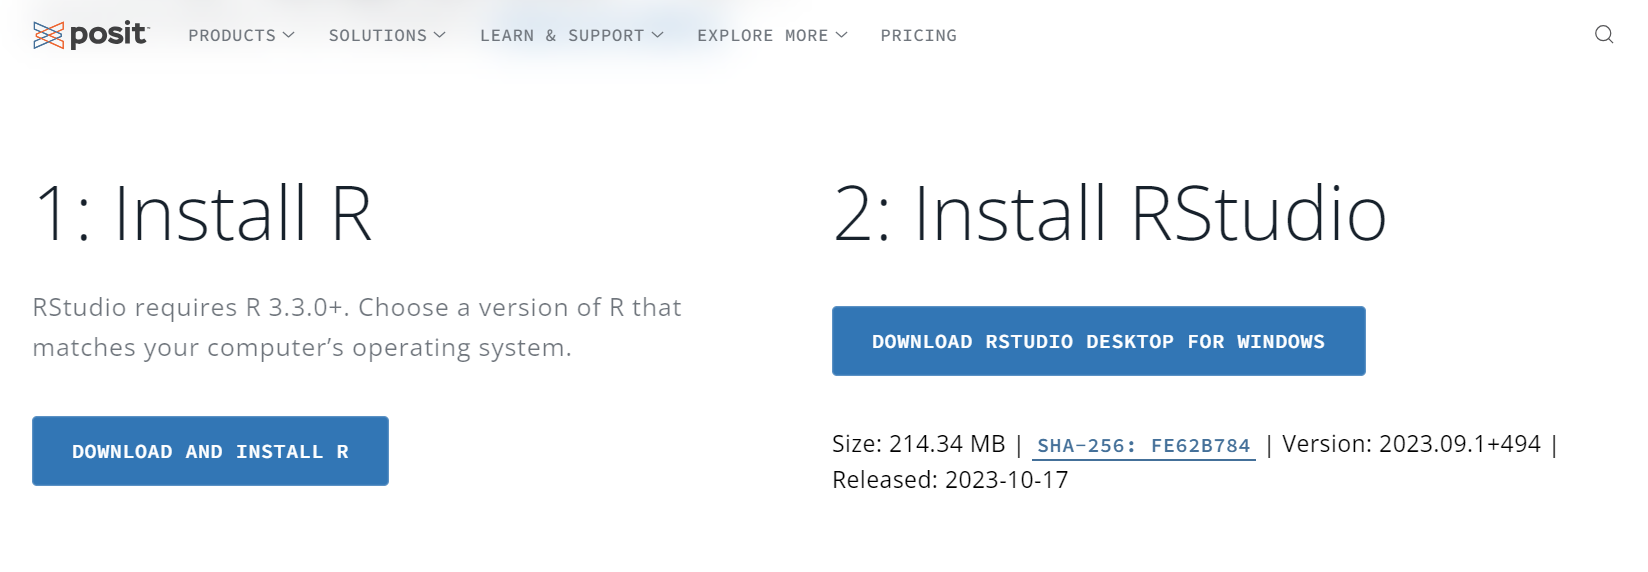 posit™ PRODUCTS SOLUTIONS LEARN & SUPPORT EXPLORE MORE PRICING
1: Install R
RStudio requires R 3.3.0+. Choose a version of R that
matches your computer’s operating system.
DOWNLOAD AND INSTALL R
2: Install RStudio
DOWNLOAD RSTUDIO DESKTOP FOR WINDOWS
Size: 214.34 MB | SHA-256: FE62B784 | Version: 2023.09.1+494 |
Released: 2023-10-17